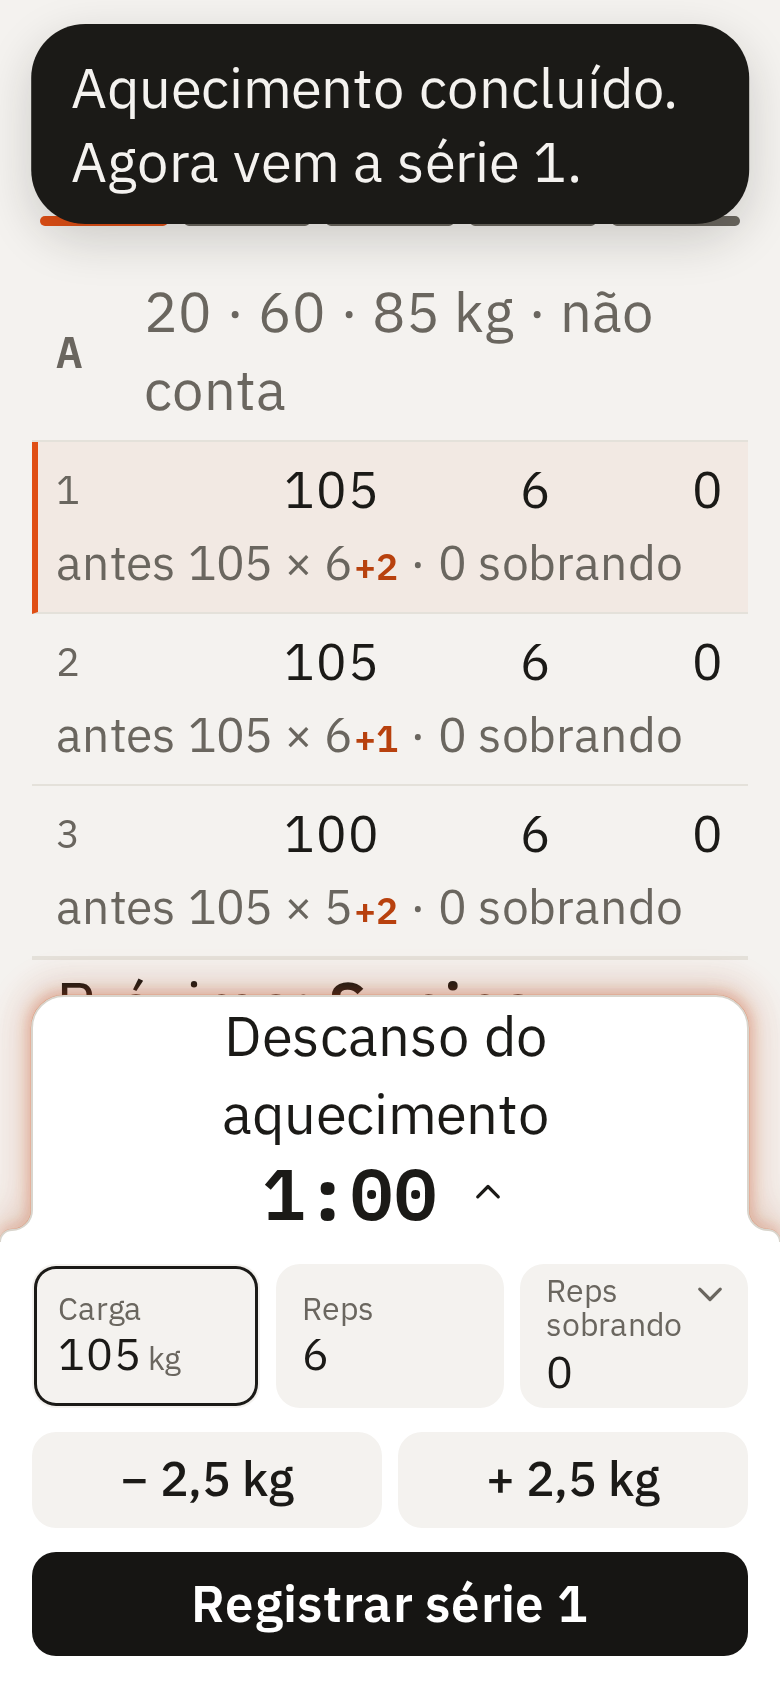 Aquecimento concluído.
Agora vem a série 1.
A
20 · 60 · 85 kg · não
conta
1 105 6 0
antes 105 × 6+2 · 0 sobrando
2 105 6 0
antes 105 × 6+1 · 0 sobrando
3 100 6 0
antes 105 × 5+2 · 0 sobrando
Descanso do
aquecimento
1:00
Carga
105 kg
Reps
6
Reps
sobrando
0
− 2,5 kg
+ 2,5 kg
Registrar série 1